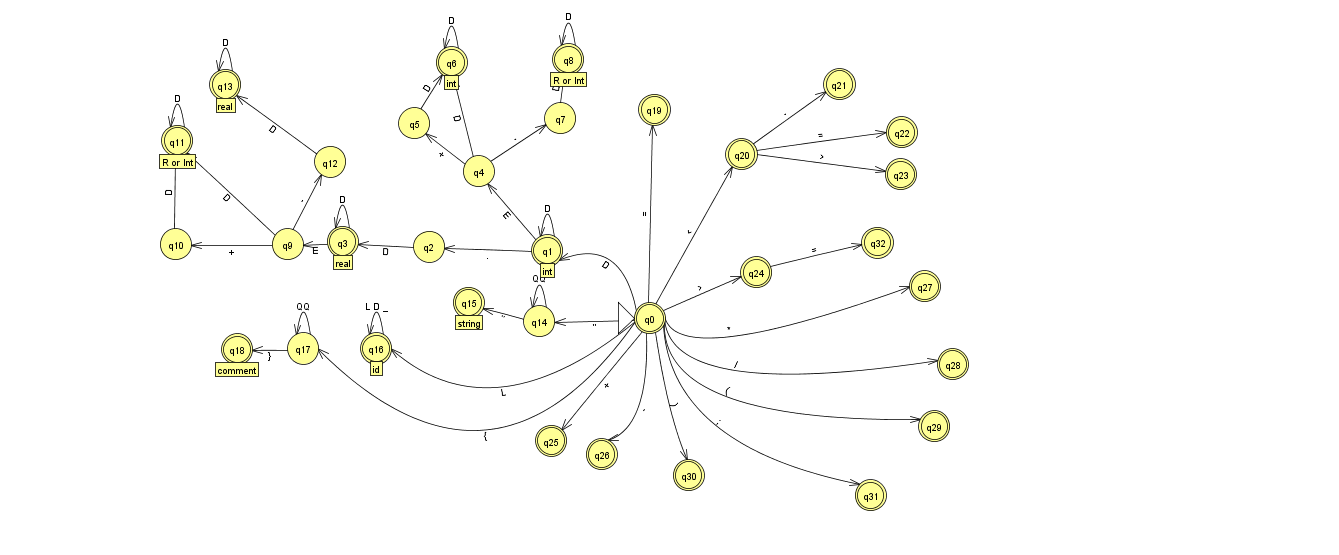 D
D
D
q13
q6
q8
real
int
R or Int
D
q11
R or Int
D
D
D
q12
D
q5
+
q4
D
.
q7
q19
q20
q21
=
q22
q23
D
q10
+
q9
E
D
q3
real
D
q2
.
E
D
q1
int
D
=
q24
=
q32
q27
*
QQ
q14
"
"
q15
string
q0
L D _
q16
id
QQ
q17
}
q18
comment
L
{
+
q25
q26
)
q30
/
q28
(
q29
q31